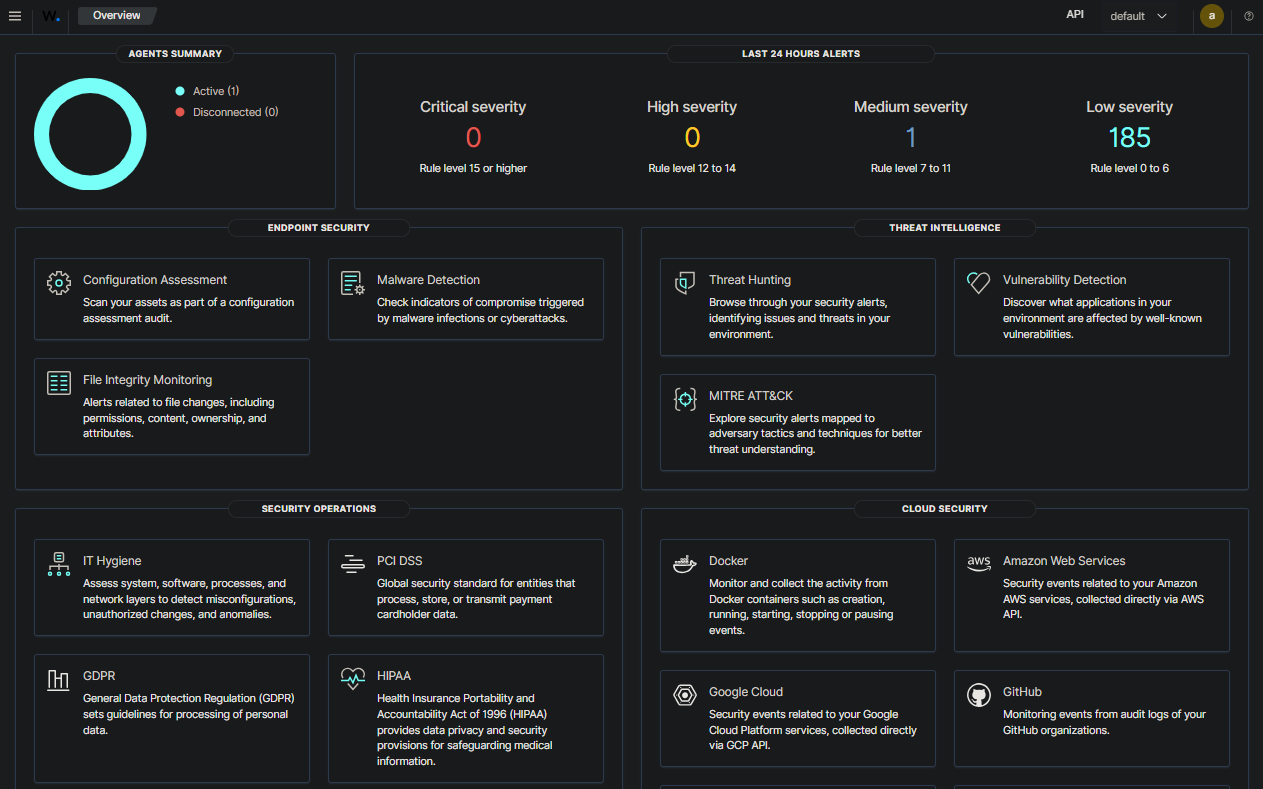 W.
Overview
API
default
a
AGENTS SUMMARY
Active (1)
Disconnected (0)
LAST 24 HOURS ALERTS
Critical severity
0
Rule level 15 or higher
High severity
0
Rule level 12 to 14
Medium severity
1
Rule level 7 to 11
Low severity
185
Rule level 0 to 6
ENDPOINT SECURITY
Configuration Assessment
Scan your assets as part of a configuration
assessment audit.
Malware Detection
Check indicators of compromise triggered
by malware infections or cyberattacks.
File Integrity Monitoring
Alerts related to file changes, including
permissions, content, ownership, and
attributes.
THREAT INTELLIGENCE
Threat Hunting
Browse through your security alerts,
identifying issues and threats in your
environment.
Vulnerability Detection
Discover what applications in your
environment are affected by well-known
vulnerabilities.
MITRE ATT&CK
Explore security alerts mapped to
adversary tactics and techniques for better
threat understanding.
SECURITY OPERATIONS
IT Hygiene
Assess system, software, processes, and
network layers to detect misconfigurations,
unauthorized changes, and anomalies.
PCI DSS
Global security standard for entities that
process, store, or transmit payment
cardholder data.
GDPR
General Data Protection Regulation (GDPR)
sets guidelines for processing of personal
data.
HIPAA
Health Insurance Portability and
Accountability Act of 1996 (HIPAA)
provides data privacy and security
provisions for safeguarding medical
information.
CLOUD SECURITY
Docker
Monitor and collect the activity from
Docker containers such as creation,
running, starting, stopping or pausing
events.
aws
Amazon Web Services
Security events related to your Amazon
AWS services, collected directly via AWS
API.
Google Cloud
Security events related to your Google
Cloud Platform services, collected directly
via GCP API.
GitHub
Monitoring events from audit logs of your
GitHub organizations.